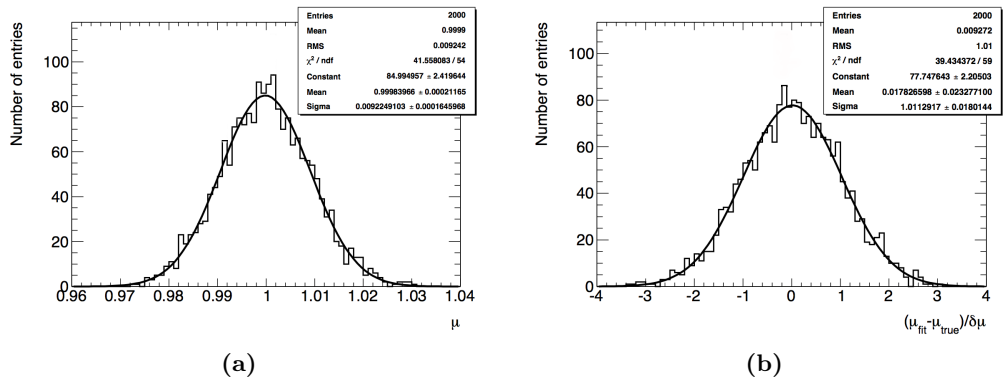 Entries 2000
Mean 0.9999
RMS 0.009242
χ² / ndf 41.558083 / 54
Constant 84.994957 ± 2.419644
Mean 0.99983966 ± 0.00021165
Sigma 0.0092249103 ± 0.0001645968
Number of entries
100
80
60
40
20
0
0.96 0.97 0.98 0.99 1 1.01 1.02 1.03 1.04
μ
(a)
Entries 2000
Mean 0.009272
RMS 1.01
χ² / ndf 39.434372 / 59
Constant 77.747643 ± 2.20503
Mean 0.017826598 ± 0.023277100
Sigma 1.0112917 ± 0.0180144
Number of entries
100
80
60
40
20
0
-4 -3 -2 -1 0 1 2 3 4
(μfit-μtrue)/δμ
(b)